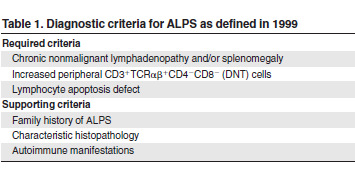 Table 1. Diagnostic criteria for ALPS as defined in 1999
Required criteria
Chronic nonmalignant lymphadenopathy and/or splenomegaly
Increased peripheral CD3⁺TCRαβ⁺CD4⁻CD8⁻ (DNT) cells
Lymphocyte apoptosis defect
Supporting criteria
Family history of ALPS
Characteristic histopathology
Autoimmune manifestations